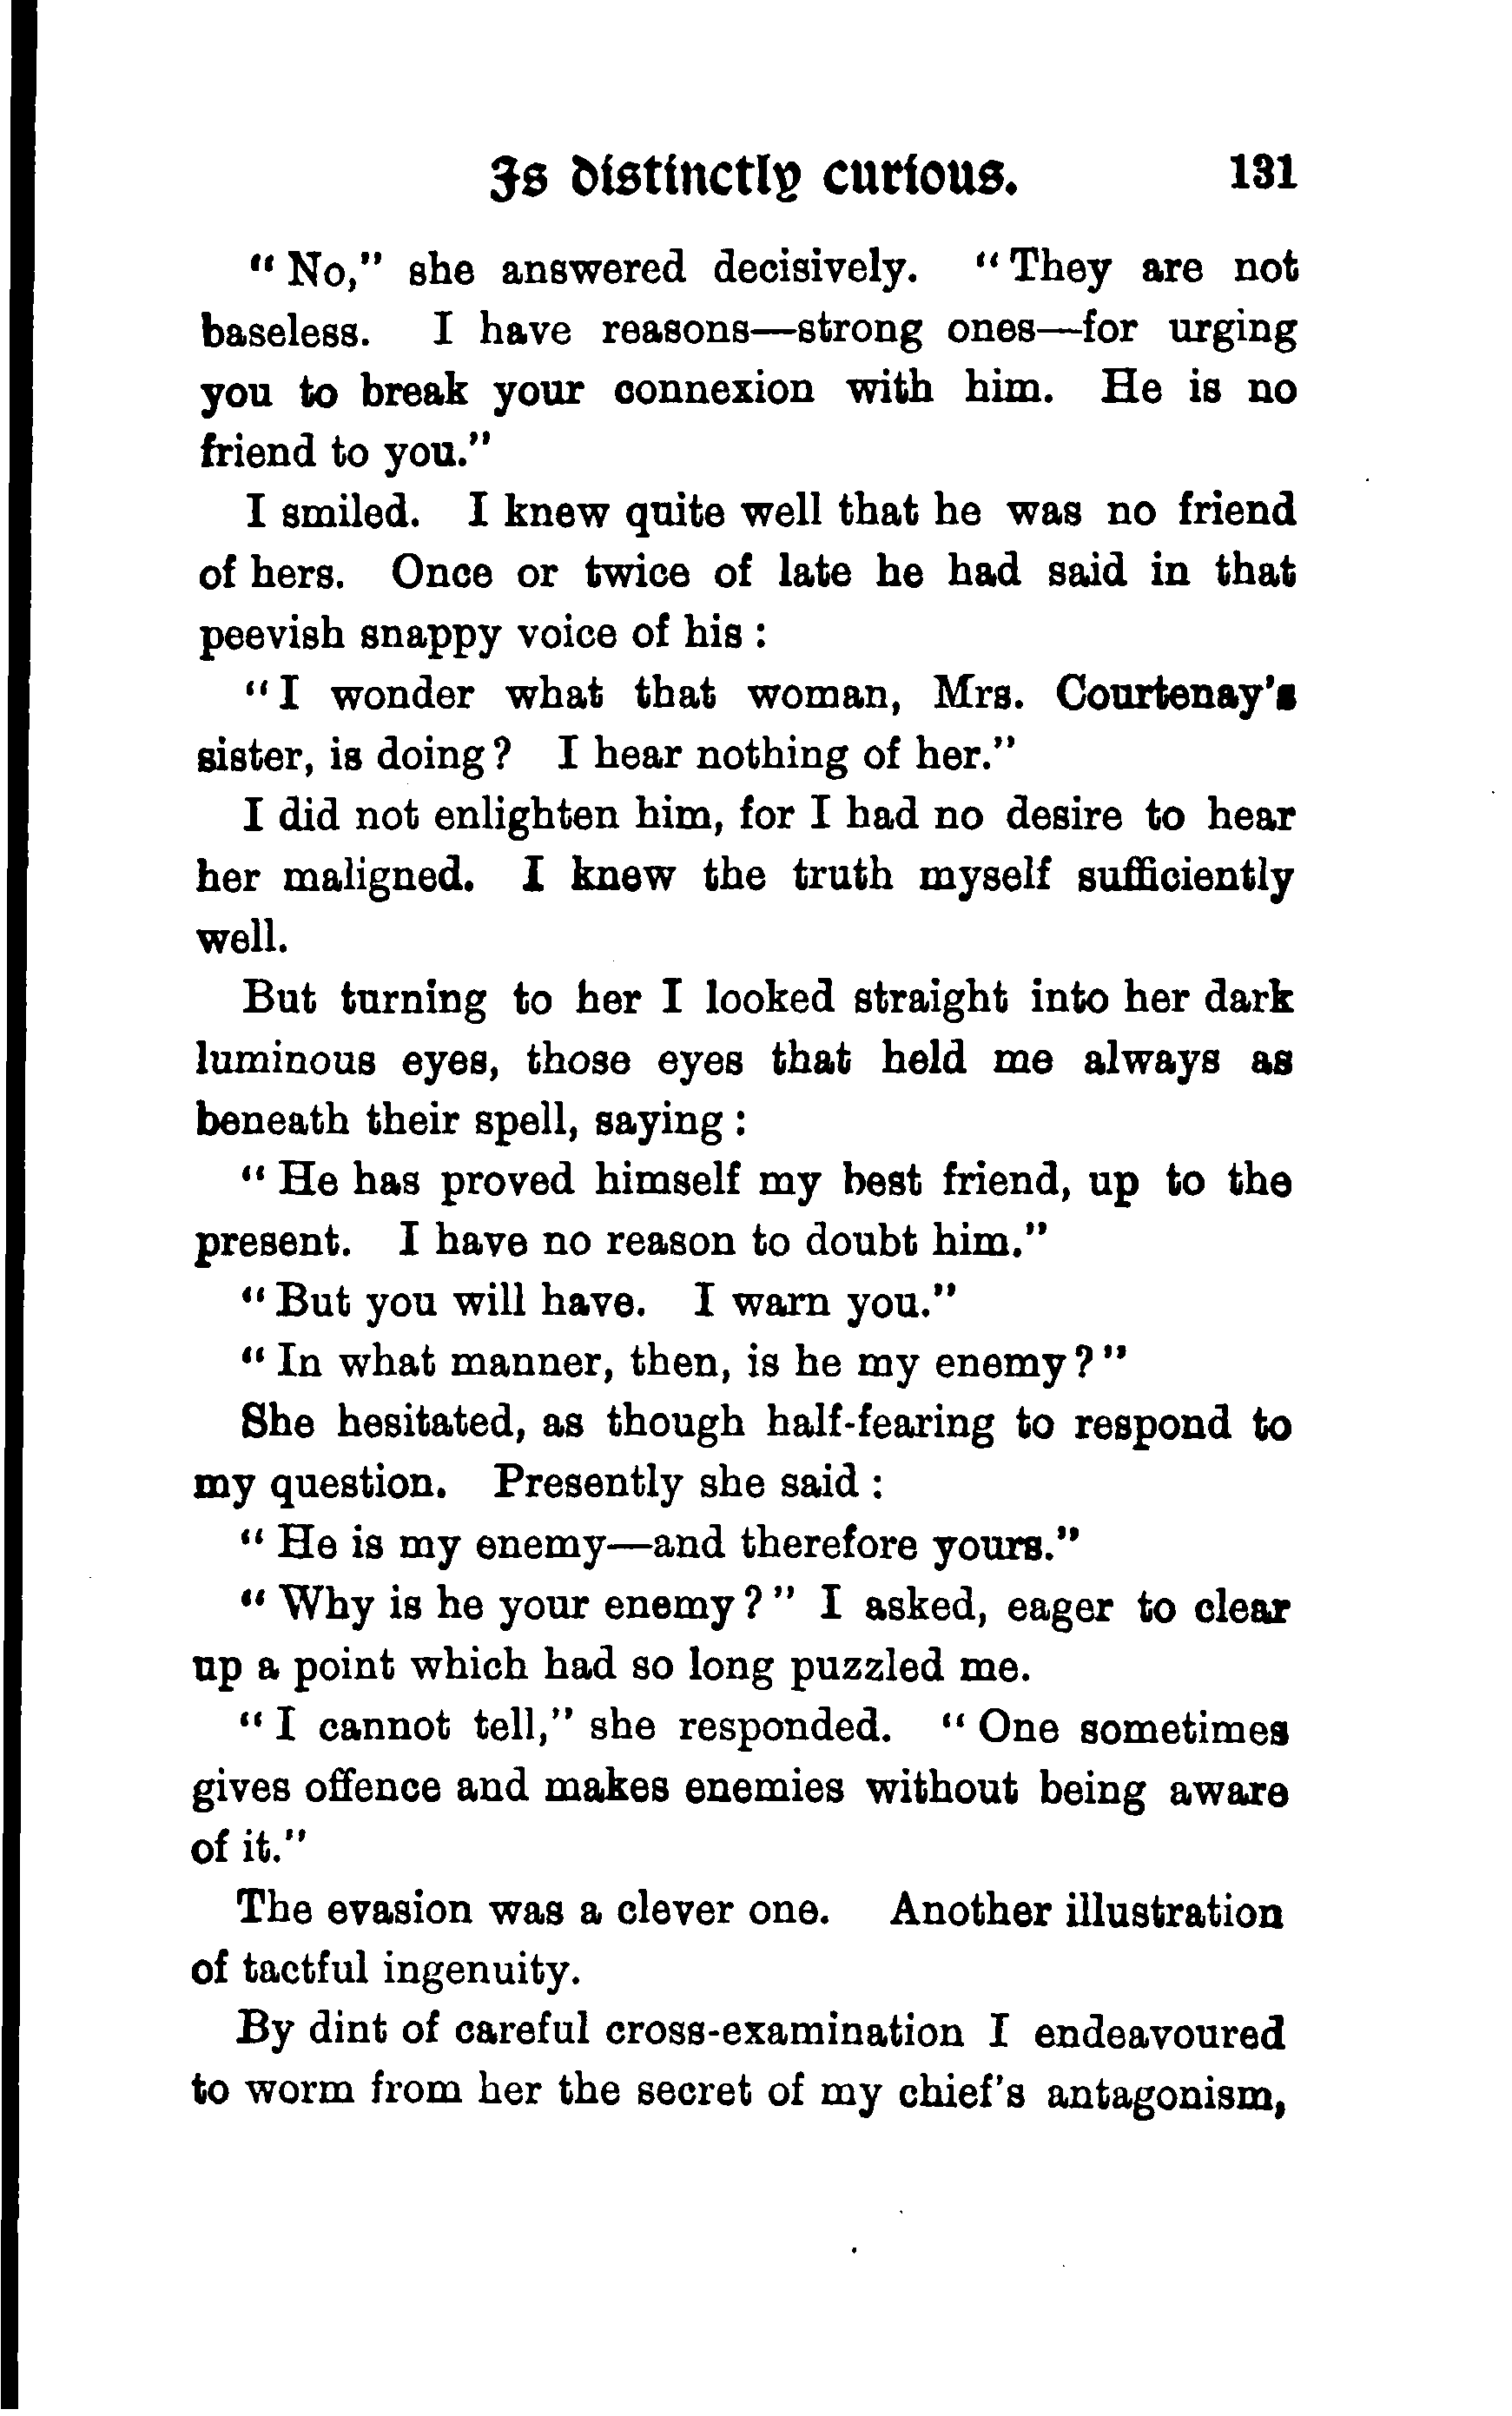 Is distinctly curious. 131
"No," she answered decisively. "They are not
baseless. I have reasons—strong ones—for urging
you to break your connexion with him. He is no
friend to you."
I smiled. I knew quite well that he was no friend
of hers. Once or twice of late he had said in that
peevish snappy voice of his:
"I wonder what that woman, Mrs. Courtenay's
sister, is doing? I hear nothing of her."
I did not enlighten him, for I had no desire to hear
her maligned. I knew the truth myself sufficiently
well.
But turning to her I looked straight into her dark
luminous eyes, those eyes that held me always as
beneath their spell, saying:
"He has proved himself my best friend, up to the
present. I have no reason to doubt him."
"But you will have. I warn you."
"In what manner, then, is he my enemy?"
She hesitated, as though half-fearing to respond to
my question. Presently she said:
"He is my enemy—and therefore yours."
"Why is he your enemy?" I asked, eager to clear
up a point which had so long puzzled me.
"I cannot tell," she responded. "One sometimes
gives offence and makes enemies without being aware
of it."
The evasion was a clever one. Another illustration
of tactful ingenuity.
By dint of careful cross-examination I endeavoured
to worm from her the secret of my chief's antagonism,